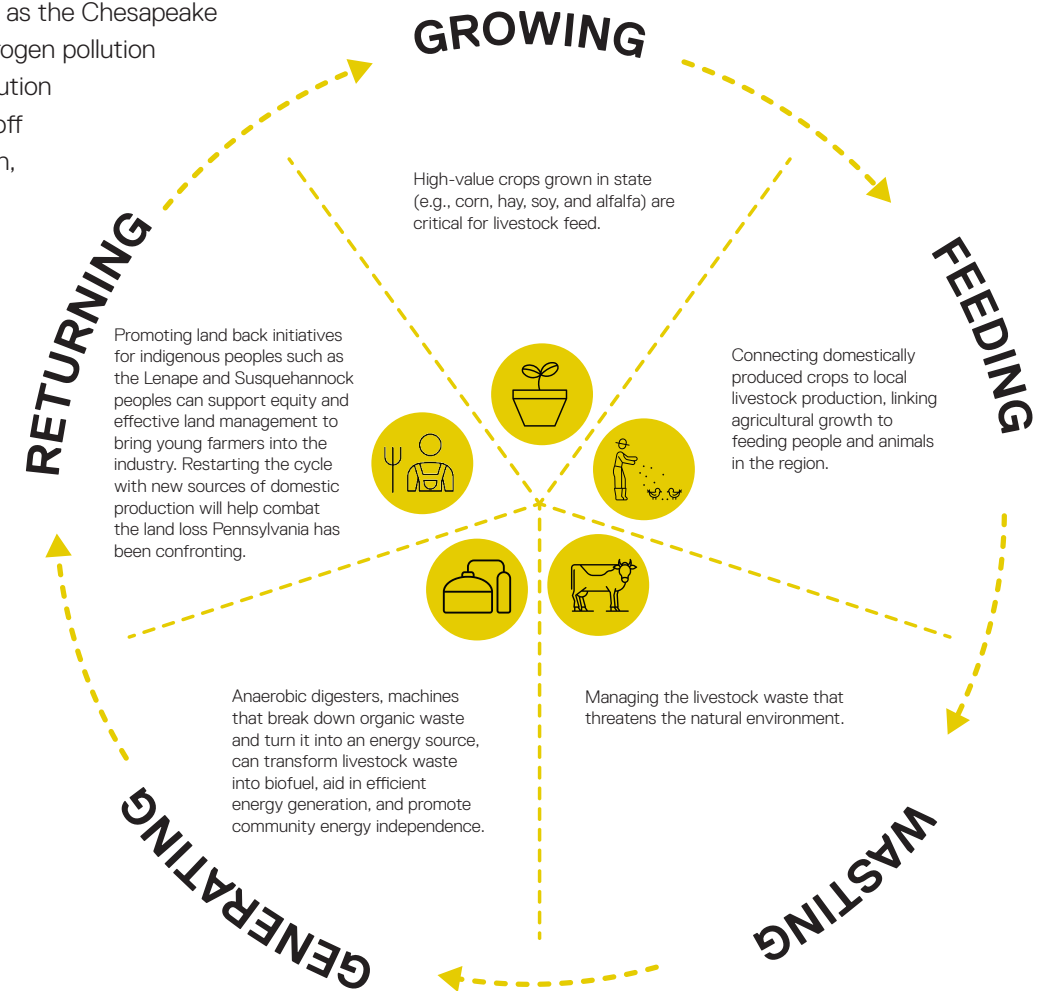 as the Chesapeake
rogen pollution
ution
off
n,
GROWING
High-value crops grown in state
(e.g., corn, hay, soy, and alfalfa) are
critical for livestock feed.
FEEDING
Connecting domestically
produced crops to local
livestock production, linking
agricultural growth to
feeding people and animals
in the region.
WASTING
Managing the livestock waste that
threatens the natural environment.
GENERATING
Anaerobic digesters, machines
that break down organic waste
and turn it into an energy source,
can transform livestock waste
into biofuel, aid in efficient
energy generation, and promote
community energy independence.
RETURNING
Promoting land back initiatives
for indigenous peoples such as
the Lenape and Susquehannock
peoples can support equity and
effective land management to
bring young farmers into the
industry. Restarting the cycle
with new sources of domestic
production will help combat
the land loss Pennsylvania has
been confronting.